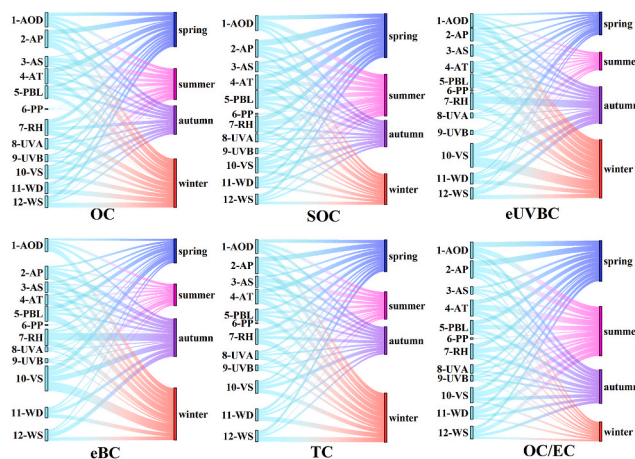 1-AOD
2-AP
3-AS
4-AT
5-PBL
6-PP
7-RH
8-UVA
9-UVB
10-VS
11-WD
12-WS
spring
summer
autumn
winter
OC
1-AOD
2-AP
3-AS
4-AT
5-PBL
6-PP
7-RH
8-UVA
9-UVB
10-VS
11-WD
12-WS
spring
summer
autumn
winter
SOC
1-AOD
2-AP
3-AS
4-AT
5-PBL
6-PP
7-RH
8-UVA
9-UVB
10-VS
11-WD
12-WS
spring
summe
autumn
winter
eUVBC
1-AOD
2-AP
3-AS
4-AT
5-PBL
6-PP
7-RH
8-UVA
9-UVB
10-VS
11-WD
12-WS
spring
summer
autumn
winter
eBC
1-AOD
2-AP
3-AS
4-AT
5-PBL
6-PP
7-RH
8-UVA
9-UVB
10-VS
11-WD
12-WS
spring
summer
autumn
winter
TC
1-AOD
2-AP
3-AS
4-AT
5-PBL
6-PP
7-RH
8-UVA
9-UVB
10-VS
11-WD
12-WS
spring
summer
autumn
winter
OC/EC